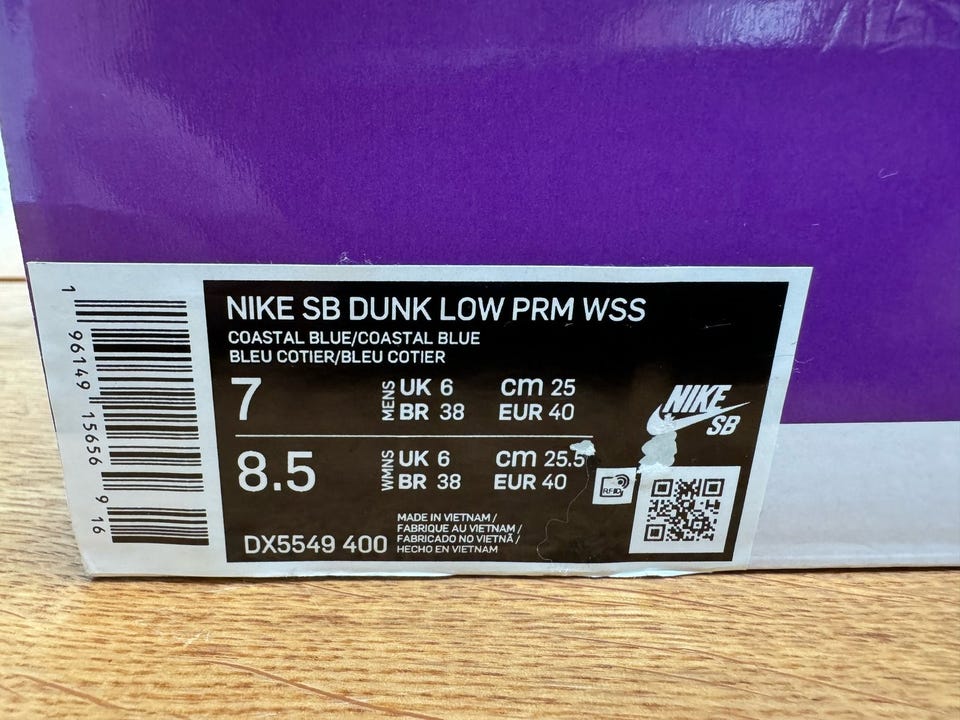 1 96149 15656 9 16
NIKE SB DUNK LOW PRM WSS
COASTAL BLUE/COASTAL BLUE
BLEU COTIER/BLEU COTIER
7 MENS UK 6 cm 25
BR 38 EUR 40
8.5 WMNS UK 6 cm 25.5
BR 38 EUR 40
NIKE
SB
RFID
DX5549 400
MADE IN VIETNAM /
FABRIQUE AU VIETNAM /
FABRICADO NO VIETNÃ /
HECHO EN VIETNAM